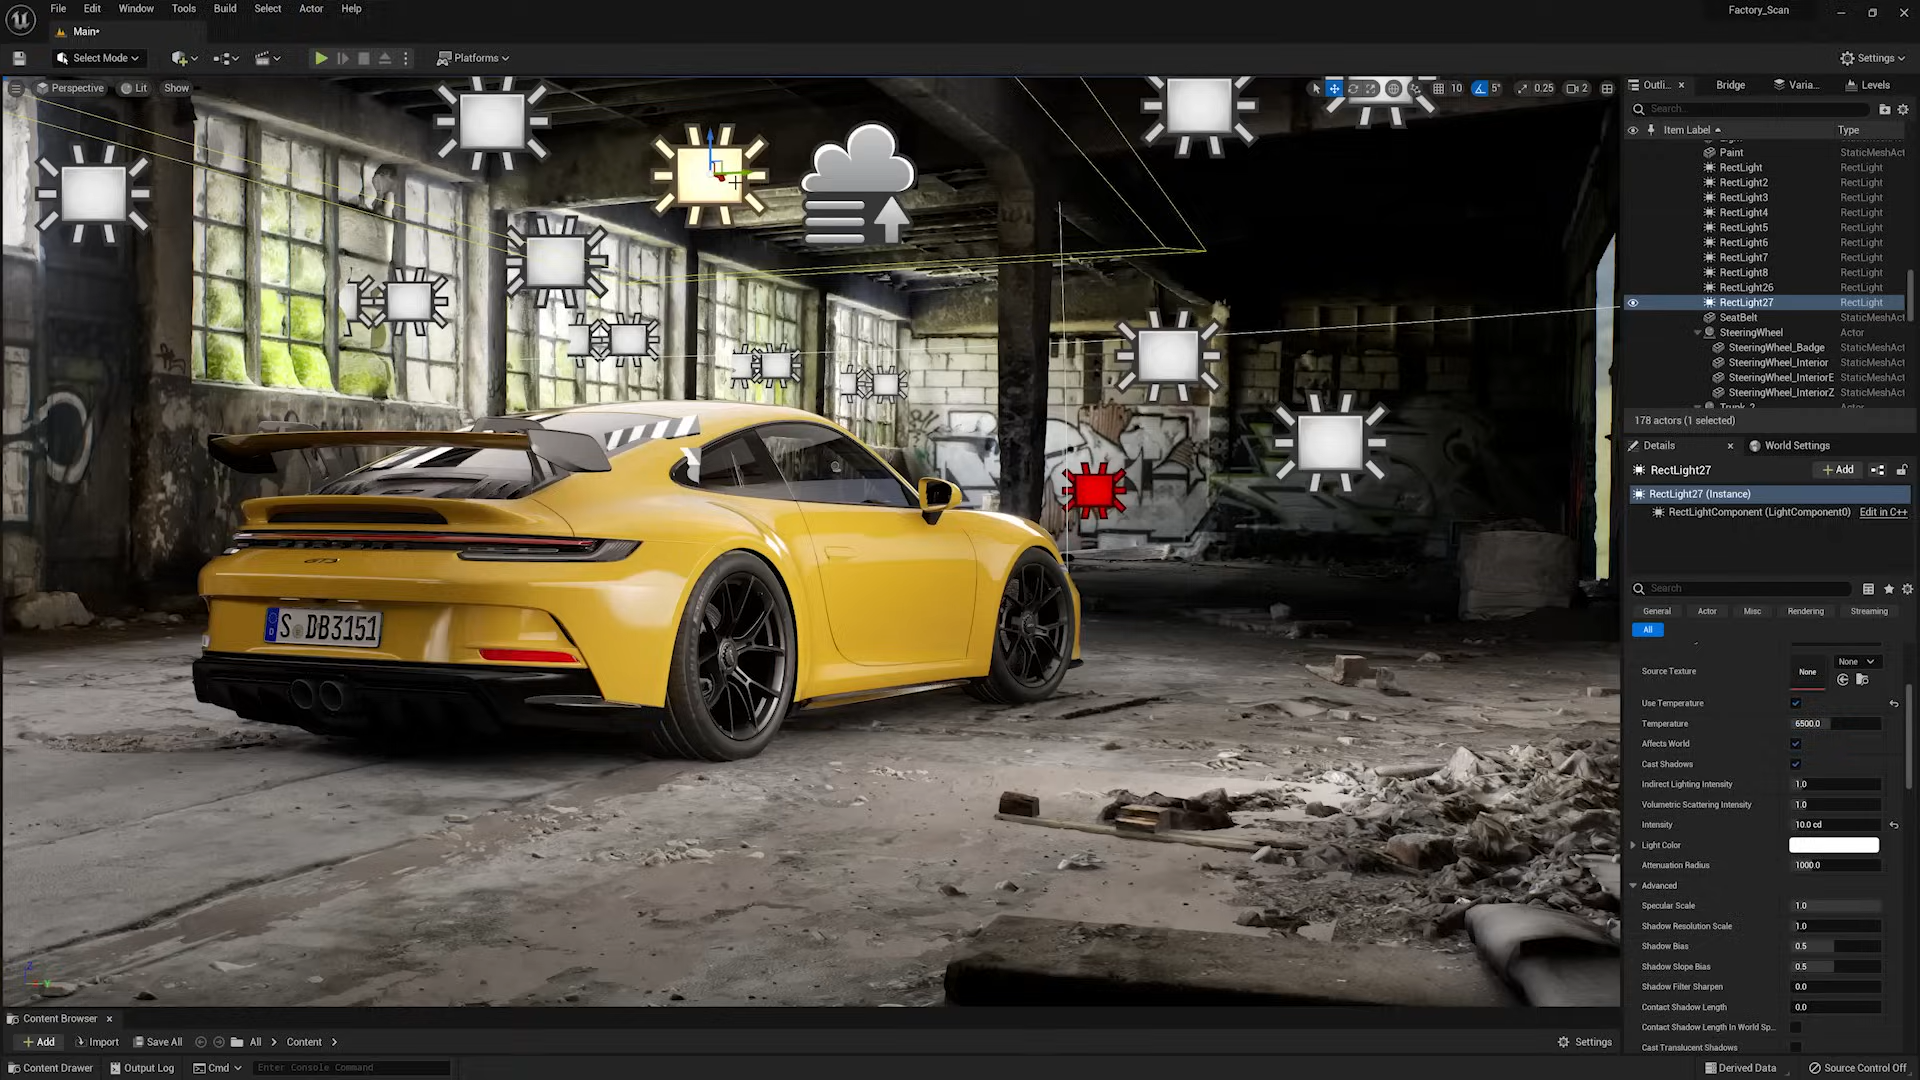 File Edit Window Tools Build Select Actor Help
Factory_Scan
Main•
Select Mode
Platforms
Settings
Perspective Lit Show
10 5° 0.25 2
Outli... Bridge Varia... Levels
Search...
Item Label Type
Paint StaticMeshAct
RectLight RectLight
RectLight2 RectLight
RectLight3 RectLight
RectLight4 RectLight
RectLight5 RectLight
RectLight6 RectLight
RectLight7 RectLight
RectLight8 RectLight
RectLight26 RectLight
RectLight27 RectLight
SeatBelt StaticMeshAct
SteeringWheel Actor
SteeringWheel_Badge StaticMeshAct
SteeringWheel_Interior StaticMeshAct
SteeringWheel_InteriorE StaticMeshAct
SteeringWheel_InteriorZ StaticMeshAct
Trunk_2 Actor
178 actors (1 selected)
Details World Settings
RectLight27
Add
RectLight27 (Instance)
RectLightComponent (LightComponent0) Edit in C++
Search
General Actor Misc Rendering Streaming
All
Source Texture None None
Use Temperature
Temperature 6500.0
Affects World
Cast Shadows
Indirect Lighting Intensity 1.0
Volumetric Scattering Intensity 1.0
Intensity 10.0 cd
Light Color
Attenuation Radius 1000.0
Advanced
Specular Scale 1.0
Shadow Resolution Scale 1.0
Shadow Bias 0.5
Shadow Slope Bias 0.5
Shadow Filter Sharpen 0.0
Contact Shadow Length 0.0
Contact Shadow Length In World Sp...
Cast Translucent Shadows
GT3
D
S DB3151
Z
Y
Content Browser
Add Import Save All All Content
Settings
Content Drawer Output Log Cmd Enter Console Command
Derived Data Source Control Off